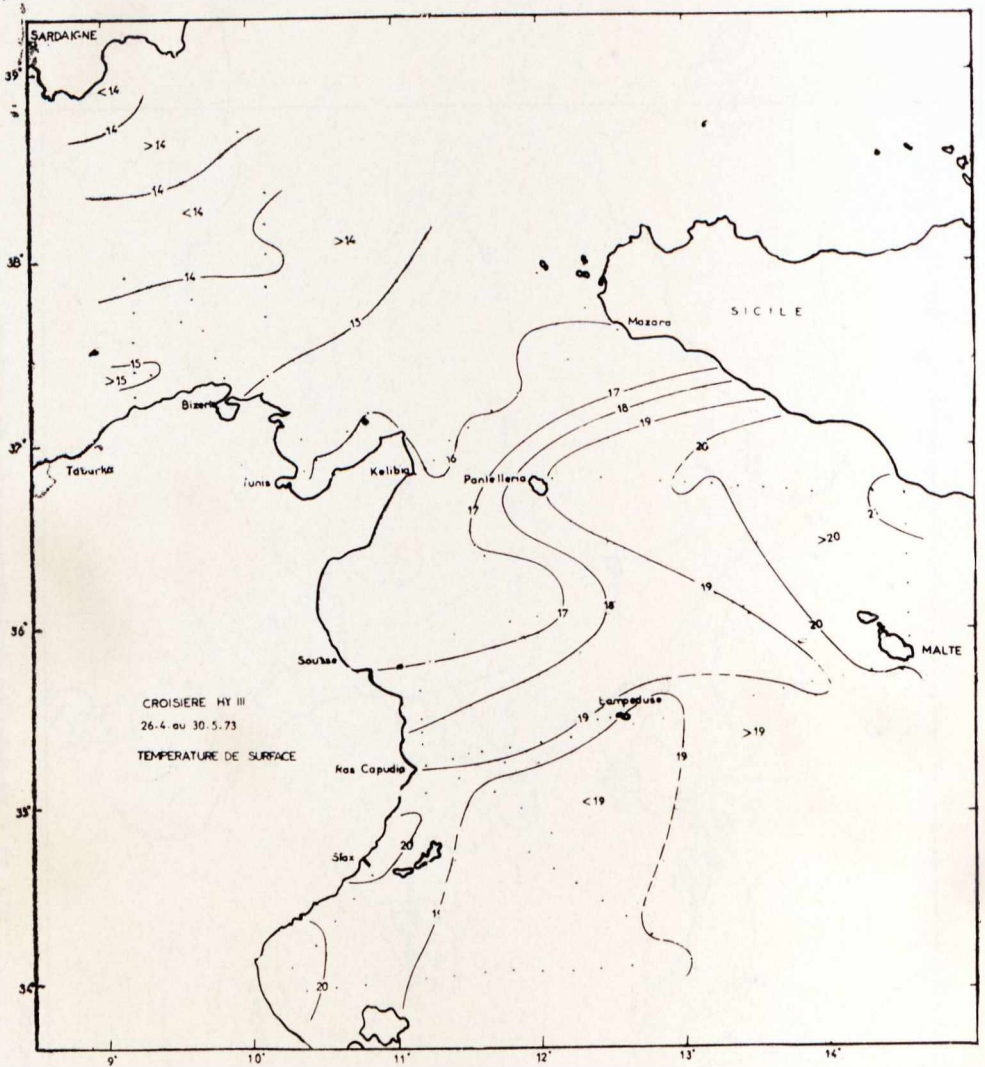 SARDAIGNE
39°
<14
14
>14
14
<14
>14
38°
14
15
SICILE
Mazara
15
>15
17
Bizerte
18
19
37°
20
16
Tabarka
Tunis
Kelibia
Pantelleria
17
>20
19
17
18
36°
20
MALTE
Sousse
CROISIERE HY III
Lampeduse
26-4 au 30.5.73
19
>19
TEMPERATURE DE SURFACE
19
Ras Capudia
<19
35°
20
Sfax
20
9°
10°
11°
12°
13°
14°